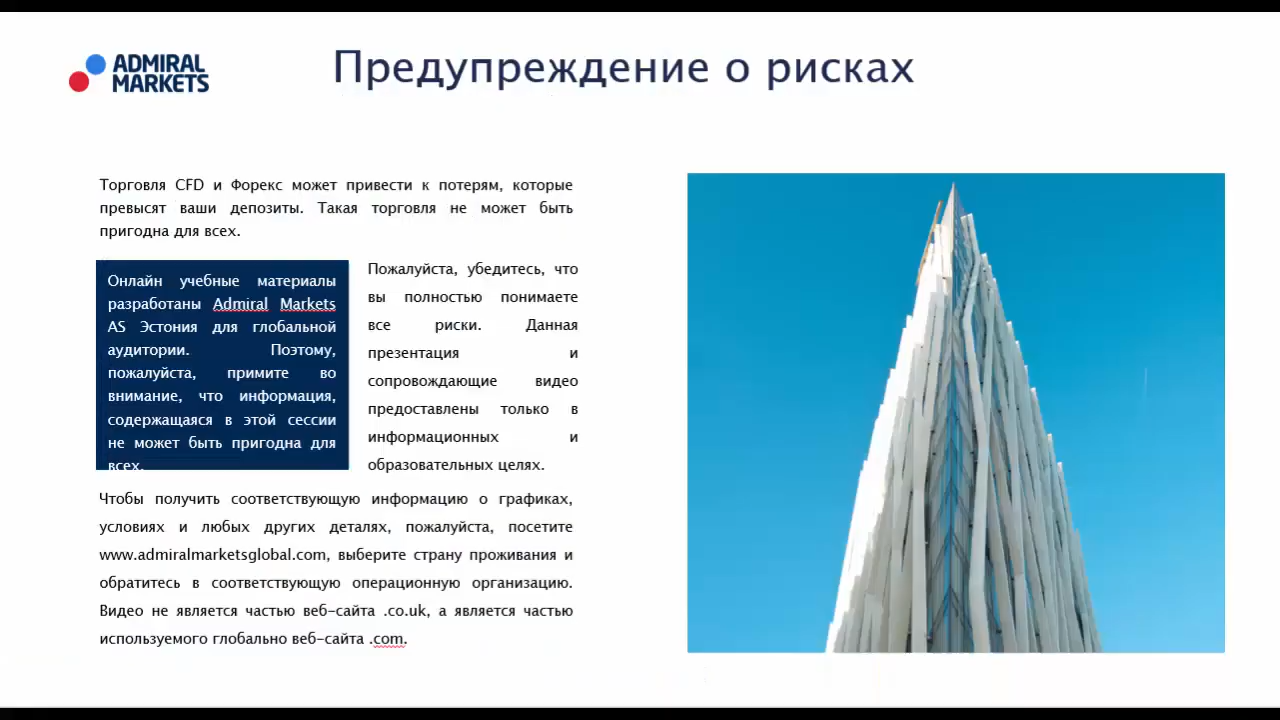 ADMIRAL
MARKETS
Предупреждение о рисках
Торговля CFD и Форекс может привести к потерям, которые
превысят ваши депозиты. Такая торговля не может быть
пригодна для всех.
Онлайн учебные материалы
разработаны Admiral Markets
AS Эстония для глобальной
аудитории. Поэтому,
пожалуйста, примите во
внимание, что информация,
содержащаяся в этой сессии
не может быть пригодна для
всех.
Пожалуйста, убедитесь, что
вы полностью понимаете
все риски. Данная
презентация и
сопровождающие видео
предоставлены только в
информационных и
образовательных целях.
Чтобы получить соответствующую информацию о графиках,
условиях и любых других деталях, пожалуйста, посетите
www.admiralmarketsglobal.com, выберите страну проживания и
обратитесь в соответствующую операционную организацию.
Видео не является частью веб-сайта .co.uk, а является частью
используемого глобально веб-сайта .com.